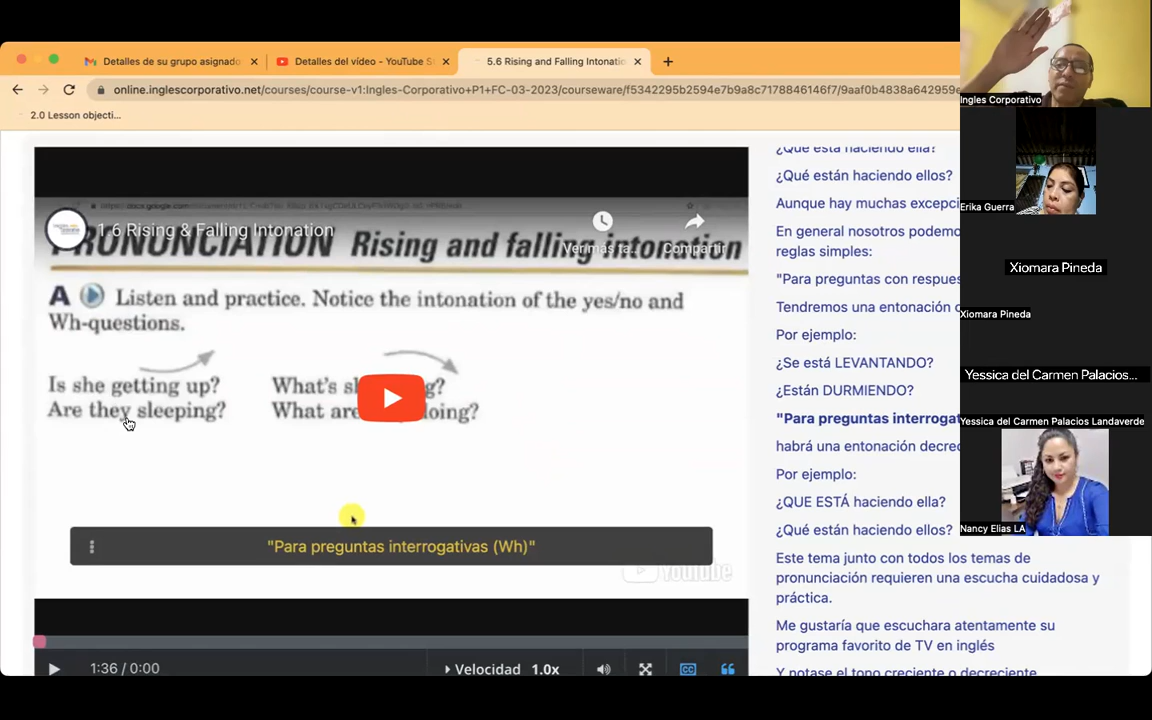 Detalles de su grupo asignado
Detalles del vídeo - YouTube S
5.6 Rising and Falling Intonatio
online.inglescorporativo.net/courses/course-v1:Ingles-Corporativo+P1+FC-03-2023/courseware/f5342295b2594e7b9a8c7178846146f7/9aaf0b4838a642959e
2.0 Lesson objecti...
1.6 Rising & Falling Intonation
Ver más ta...
Compartir
PRONUNCIATION Rising and falling intonation
A Listen and practice. Notice the intonation of the yes/no and
Wh-questions.
Is she getting up?
Are they sleeping?
What's
What are doing?
"Para preguntas interrogativas (Wh)"
YouTube
1:36 / 0:00
Velocidad 1.0x
CC
¿Qué está haciendo ella?
¿Qué están haciendo ellos?
Aunque hay muchas
En general nosotros podemo
reglas simples:
"Para preguntas con respues
Tendremos una entonación
Por ejemplo:
¿Se está LEVANTANDO?
¿Están DURMIENDO?
"Para preguntas interrogat
habrá una entonación decre
Por ejemplo:
¿QUE ESTÁ haciendo ella?
¿Qué están haciendo ellos?
Este tema junto con todos los temas de
pronunciación requieren una escucha cuidadosa y
práctica.
Me gustaría que escuchara atentamente su
programa favorito de TV en inglés
Y notase el tono creciente o decreciente
Ingles Corporativo
Erika Guerra
Xiomara Pineda
Xiomara Pineda
Yessica del Carmen Palacios...
Yessica del Carmen Palacios Landaverde
Nancy Elias LA